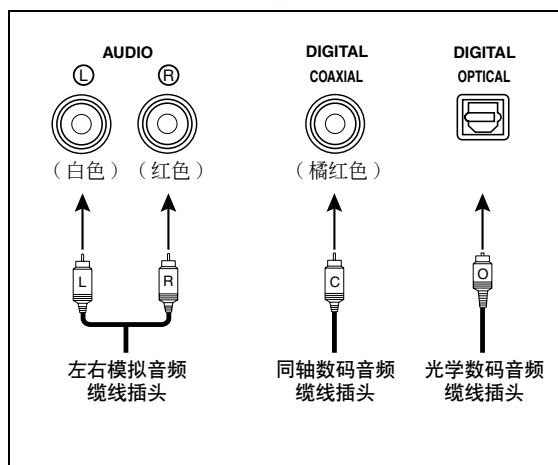 AUDIO
DIGITAL
DIGITAL
L
R
COAXIAL
OPTICAL
(白色)
(红色)
(橘红色)
L
R
C
O
左右模拟音频
缆线插头
同轴数码音频
缆线插头
光学数码音频
缆线插头